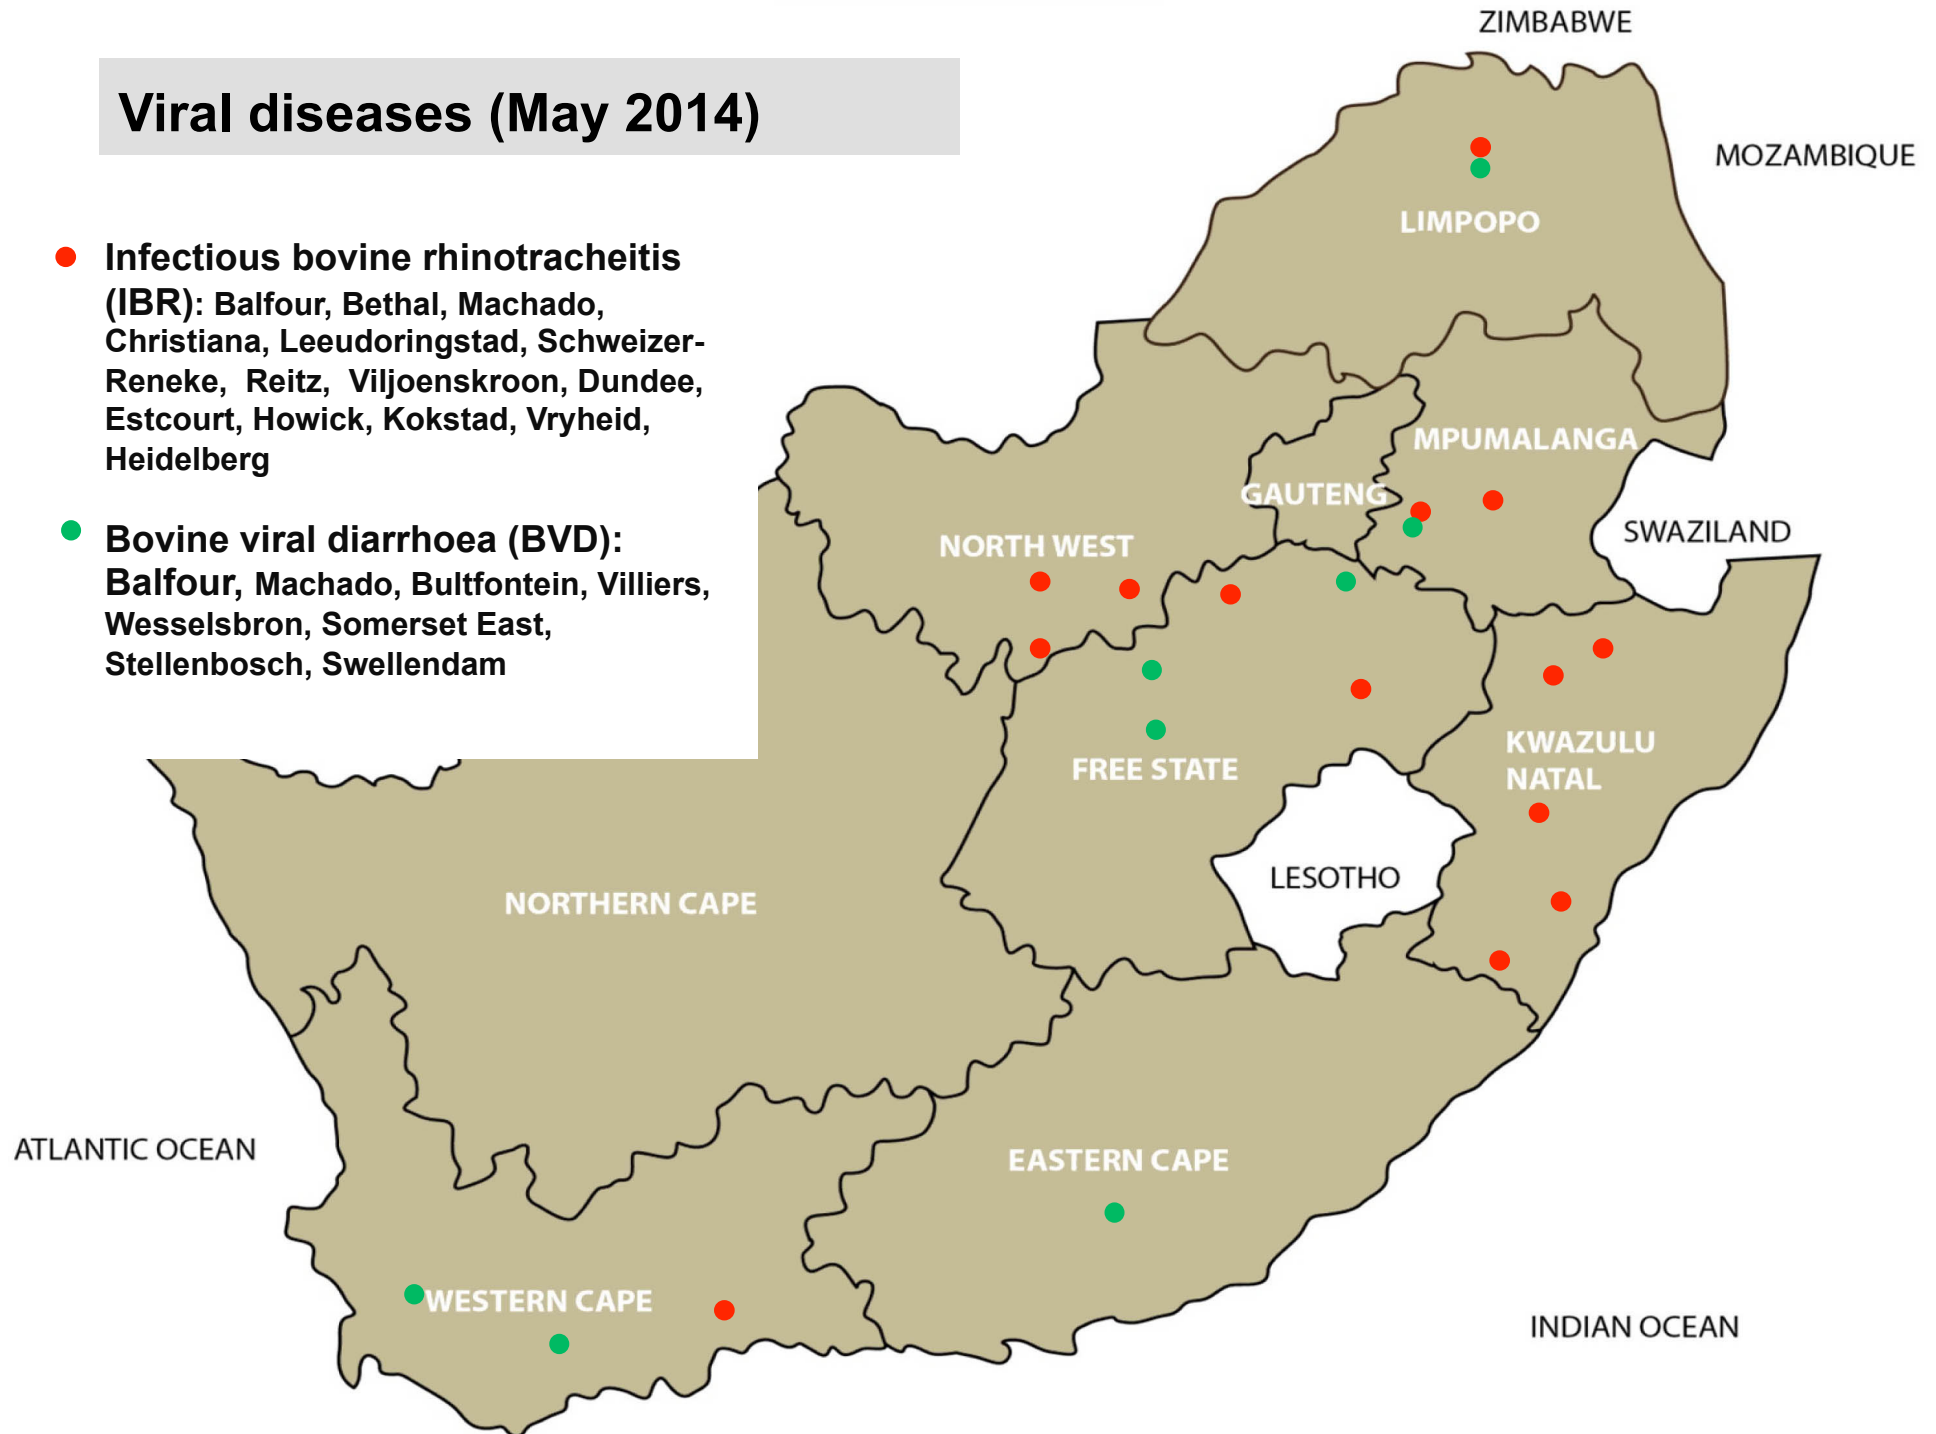 Viral diseases (May 2014)
Infectious bovine rhinotracheitis
(IBR): Balfour, Bethal, Machado,
Christiana, Leeudoringstad, Schweizer-
Reneke, Reitz, Viljoenskroon, Dundee,
Estcourt, Howick, Kokstad, Vryheid,
Heidelberg
Bovine viral diarrhoea (BVD):
Balfour, Machado, Bultfontein, Villiers,
Wesselsbron, Somerset East,
Stellenbosch, Swellendam
ZIMBABWE
MOZAMBIQUE
LIMPOPO
MPUMALANGA
GAUTENG
SWAZILAND
NORTH WEST
KWAZULU
NATAL
FREE STATE
LESOTHO
NORTHERN CAPE
ATLANTIC OCEAN
EASTERN CAPE
WESTERN CAPE
INDIAN OCEAN